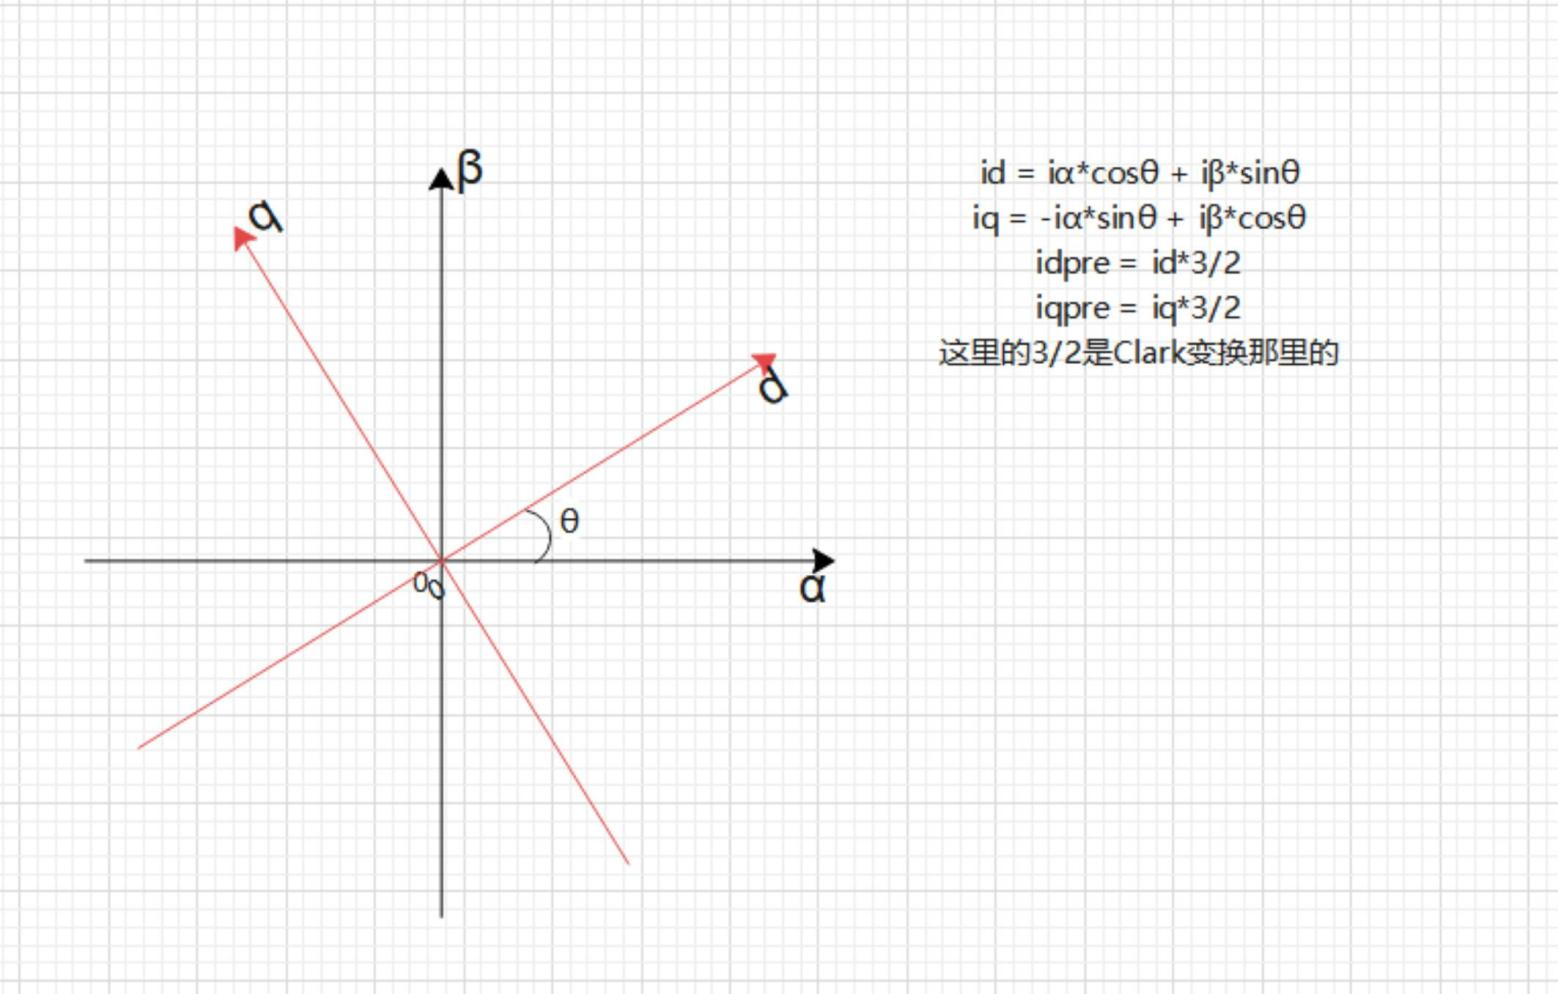 β
q
d
θ
0
0
α
id = iα*cosθ + iβ*sinθ
iq = -iα*sinθ + iβ*cosθ
idpre = id*3/2
iqpre = iq*3/2
这里的3/2是Clark变换那里的